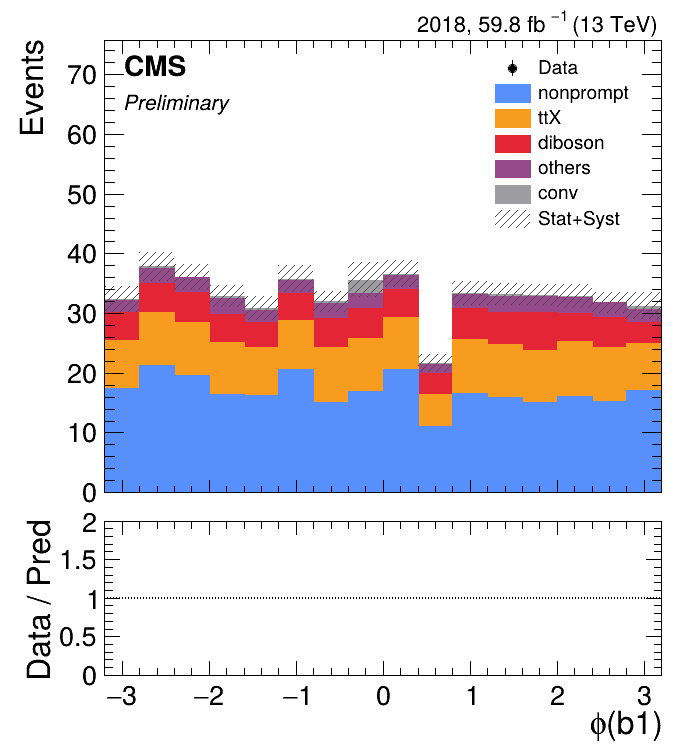 2018, 59.8 fb⁻¹ (13 TeV)
CMS
Preliminary
Events
70
60
50
40
30
20
10
0
Data
nonprompt
ttX
diboson
others
conv
Stat+Syst
Data / Pred
2
1.5
1
0.5
0
−3 −2 −1 0 1 2 3
ϕ(b1)